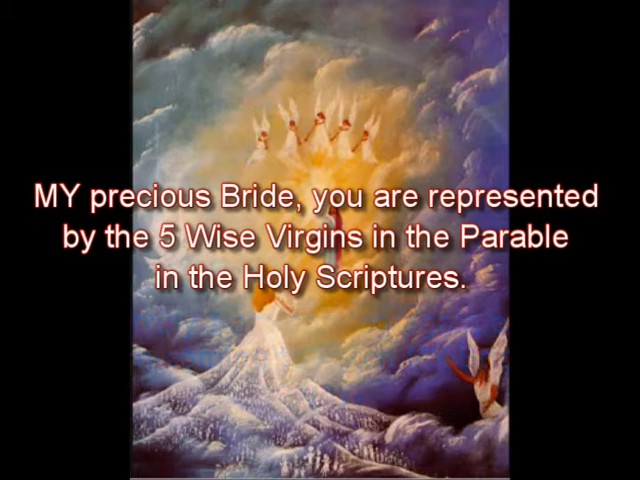 MY precious Bride, you are represented
by the 5 Wise Virgins in the Parable
in the Holy Scriptures.